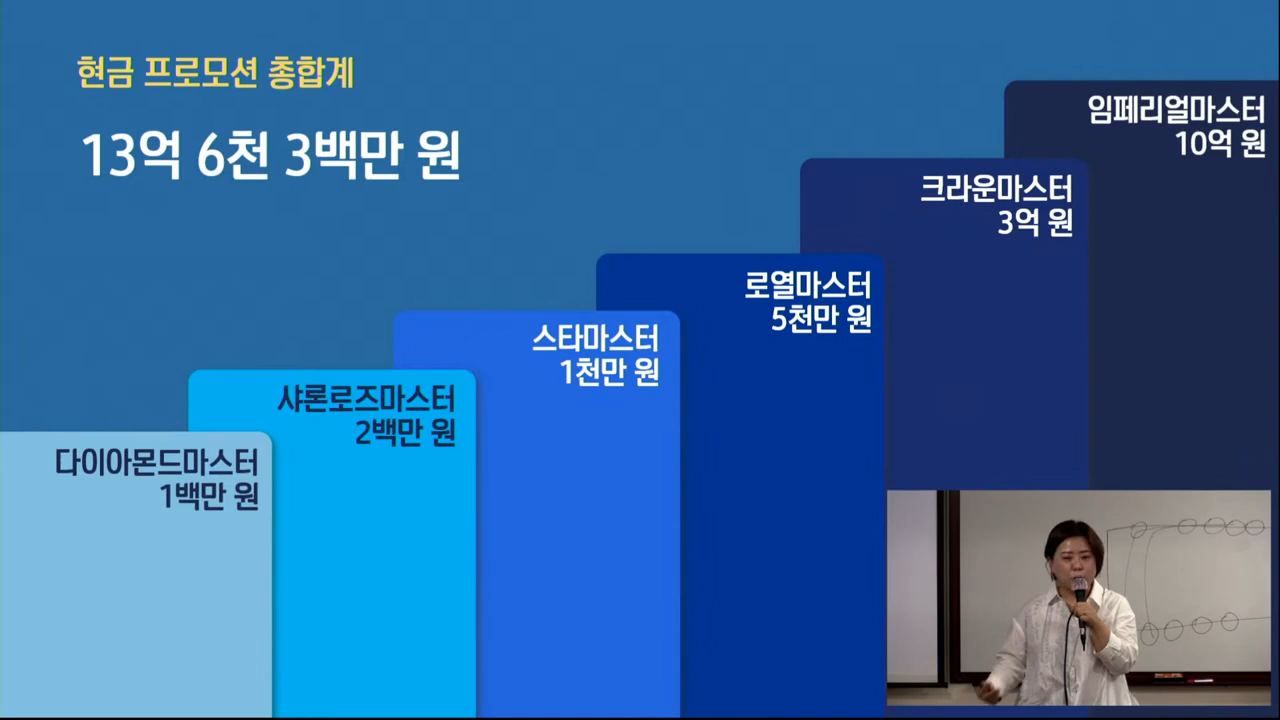 현금 프로모션 총합계
13억 6천 3백만 원
임페리얼마스터
10억 원
크라운마스터
3억 원
로열마스터
5천만 원
스타마스터
1천만 원
샤론로즈마스터
2백만 원
다이아몬드마스터
1백만 원